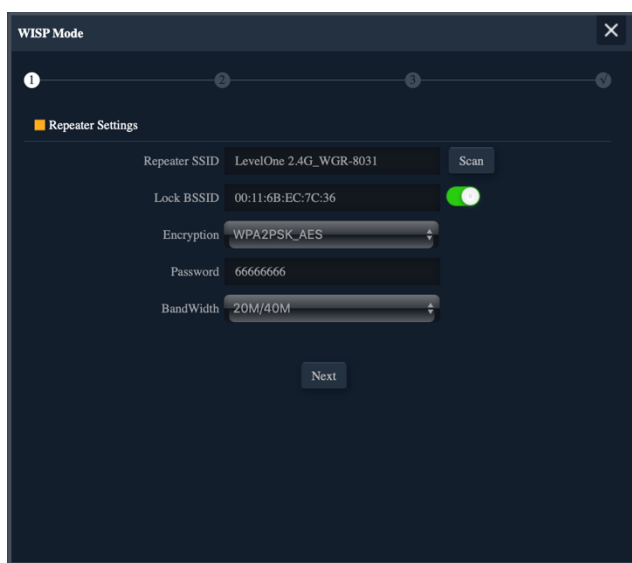 WISP Mode
1 2 3 √
Repeater Settings
Repeater SSID LevelOne 2.4G_WGR-8031 Scan
Lock BSSID 00:11:6B:EC:7C:36
Encryption WPA2PSK_AES
Password 66666666
BandWidth 20M/40M
Next